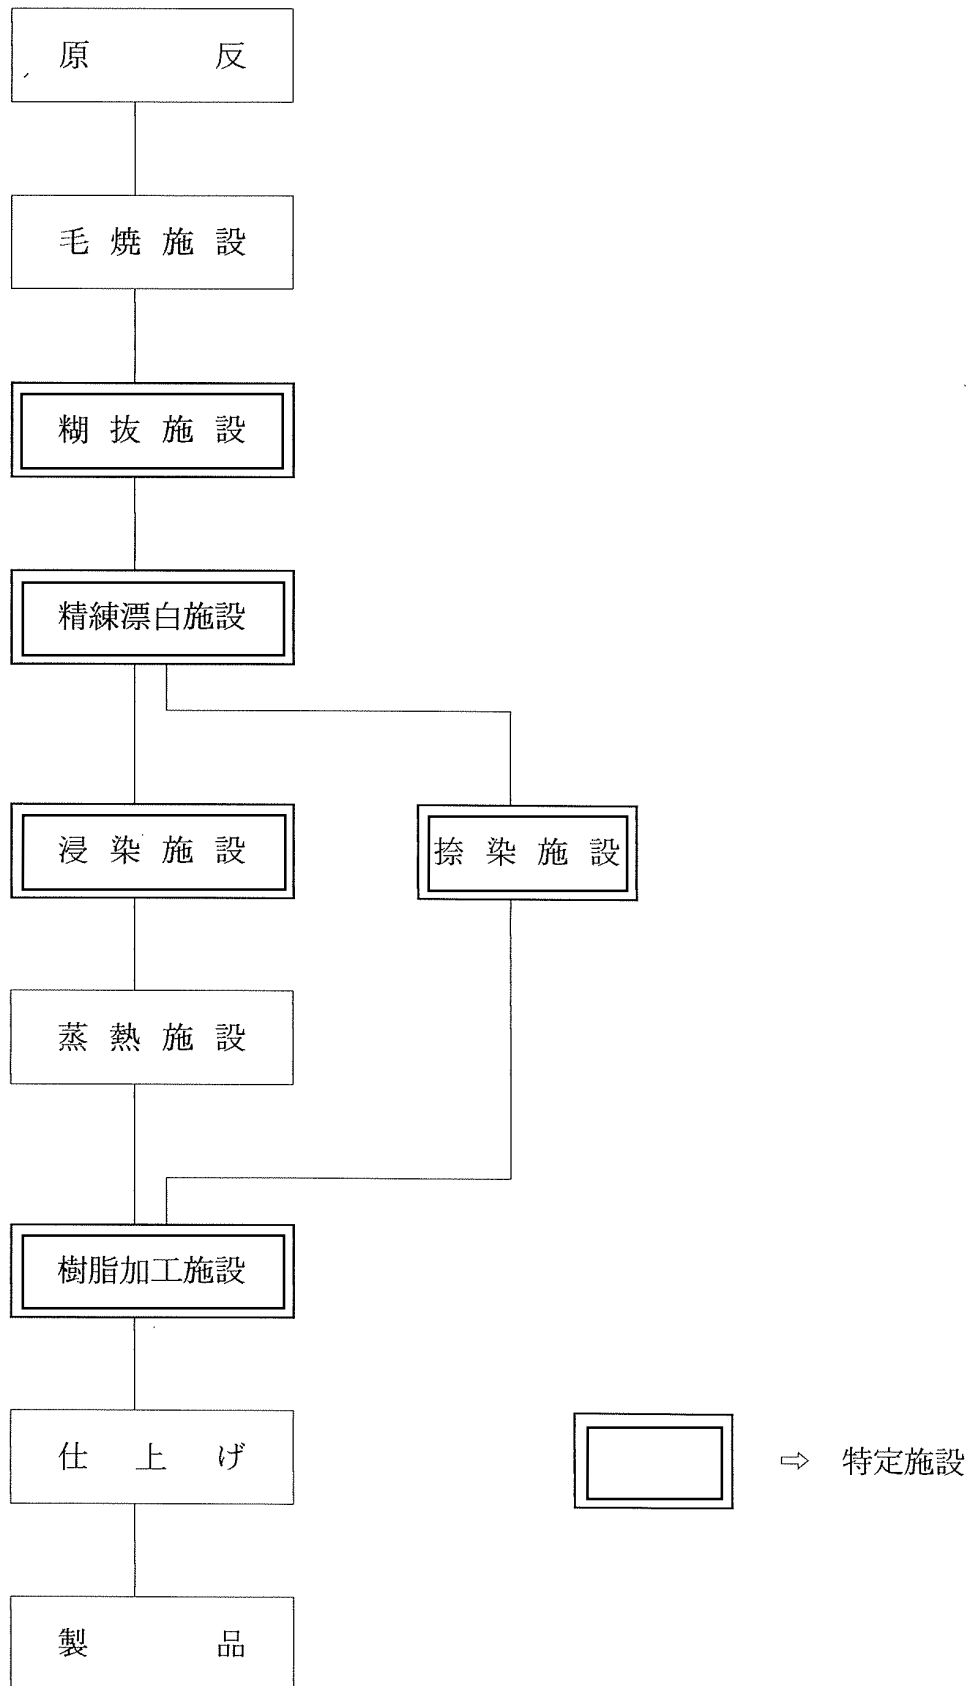 原 反
毛 焼 施 設
糊 抜 施 設
精練漂白施設
浸 染 施 設
捺 染 施 設
蒸 熱 施 設
樹脂加工施設
仕 上 げ
⇨ 特定施設
製 品